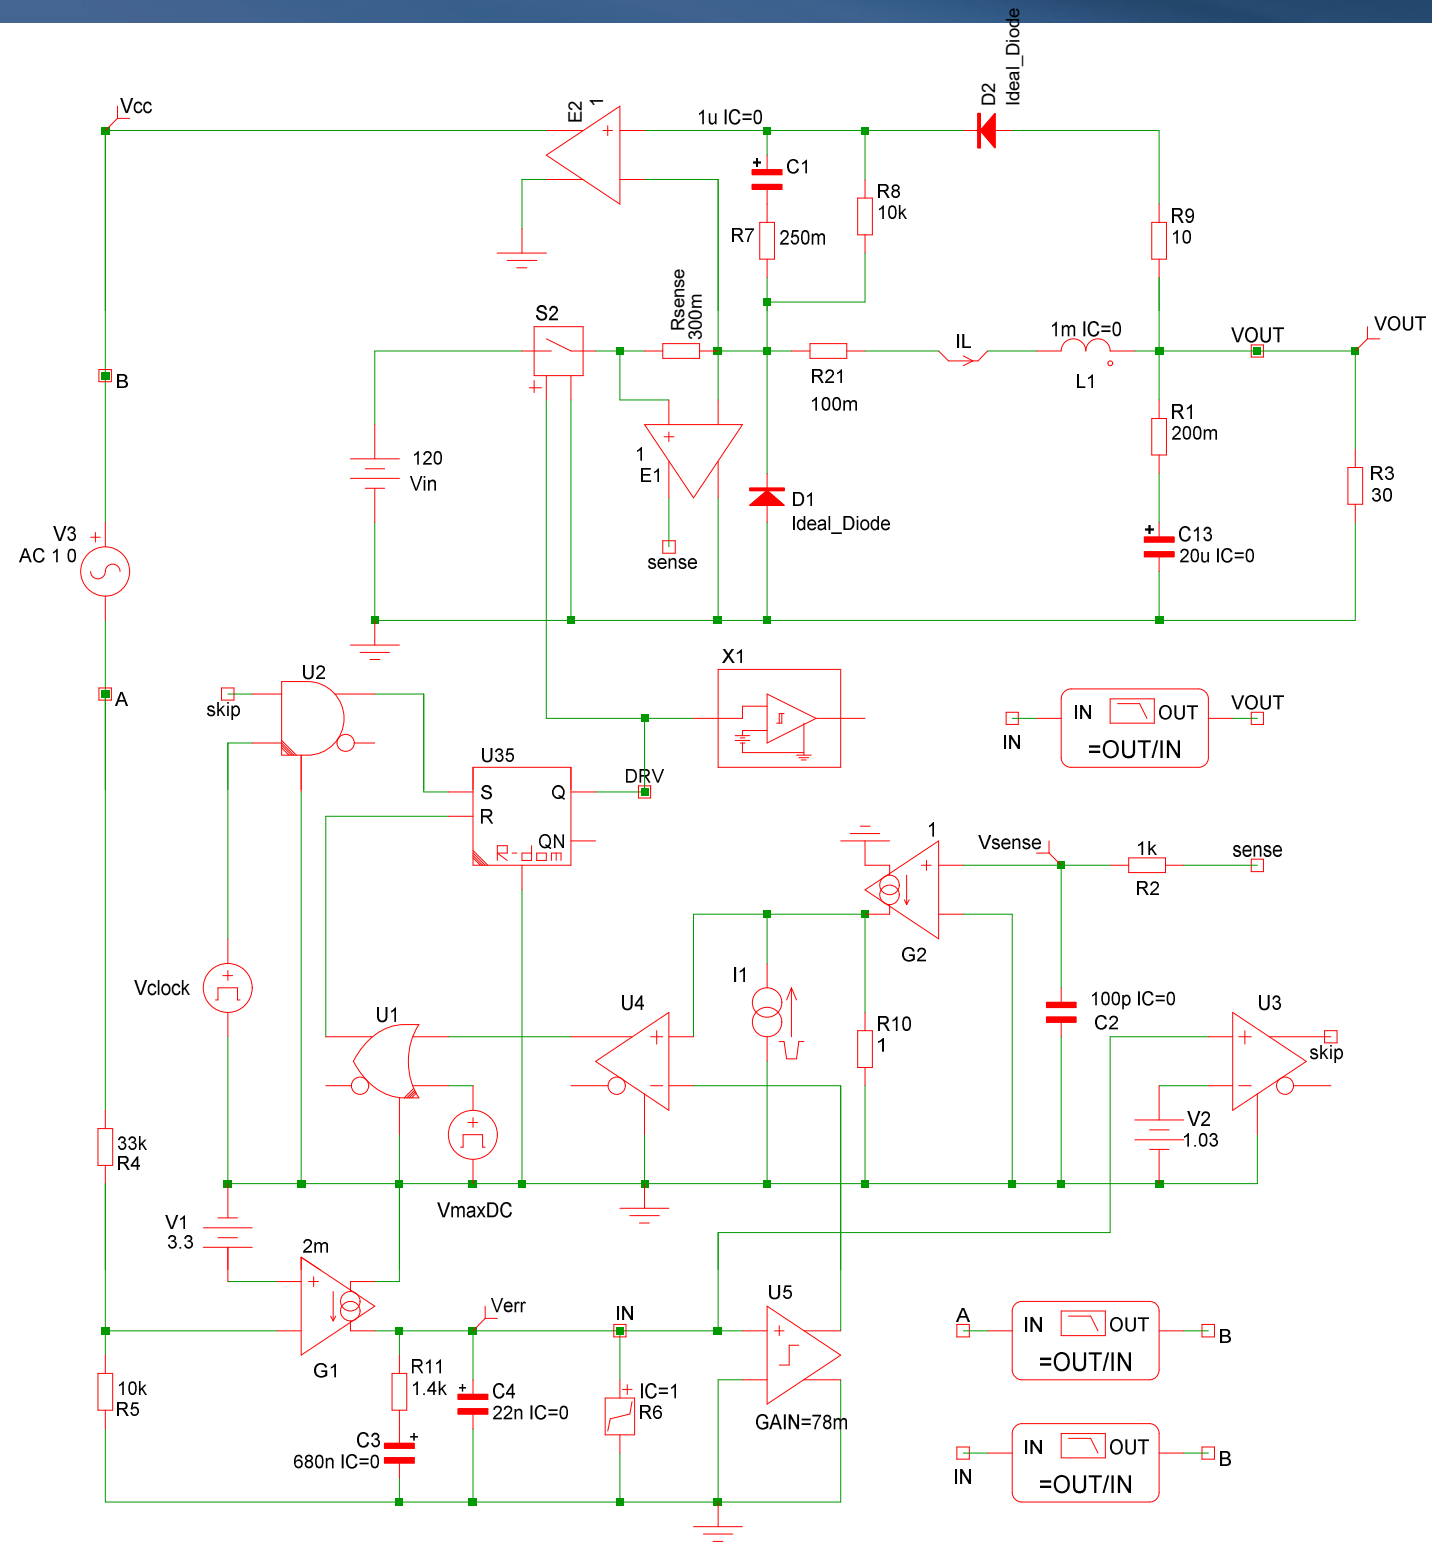 Ideal_Diode
D2
Vcc
E2
1
1u IC=0
C1
R8
10k
R7
250m
R9
10
Rsense
300m
S2
IL
1m IC=0
L1
VOUT
VOUT
R21
100m
B
R1
200m
120
Vin
1
E1
D1
Ideal_Diode
R3
30
V3
AC 1 0
C13
20u IC=0
sense
X1
U2
skip
A
IN
OUT
VOUT
IN
=OUT/IN
U35
S
Q
DRV
R
QN
R-dom
Vsense
1
1k
sense
R2
G2
Vclock
I1
U4
U1
R10
1
100p IC=0
C2
U3
skip
V2
1.03
33k
R4
VmaxDC
V1
3.3
2m
G1
Verr
IN
U5
R11
1.4k
C4
22n IC=0
IC=1
R6
GAIN=78m
10k
R5
C3
680n IC=0
A
IN
OUT
B
=OUT/IN
IN
OUT
B
IN
=OUT/IN